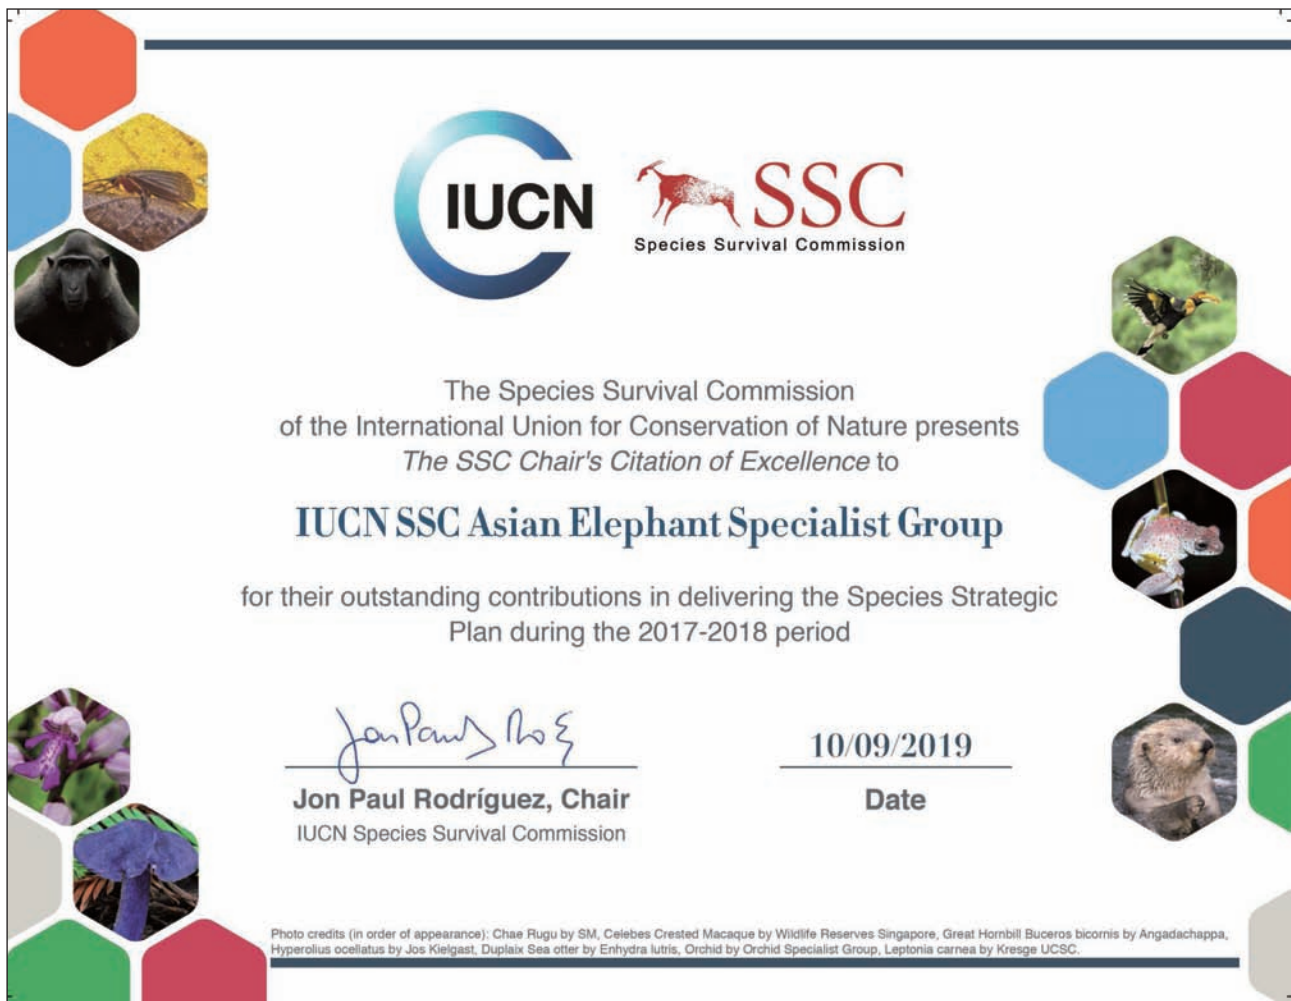 IUCN
SSC
Species Survival Commission
The Species Survival Commission
of the International Union for Conservation of Nature presents
The SSC Chair's Citation of Excellence to
IUCN SSC Asian Elephant Specialist Group
for their outstanding contributions in delivering the Species Strategic
Plan during the 2017-2018 period
10/09/2019
Jon Paul Rodríguez, Chair
Date
IUCN Species Survival Commission
Photo credits (in order of appearance): Chae Rugu by SM, Celebes Crested Macaque by Wildlife Reserves Singapore, Great Hornbill Buceros bicornis by Angadachappa,
Hyperolius ocellatus by Jos Kielgast, Duplaix Sea otter by Enhydra lutris, Orchid by Orchid Specialist Group, Leptonia carnea by Kresge UCSC.